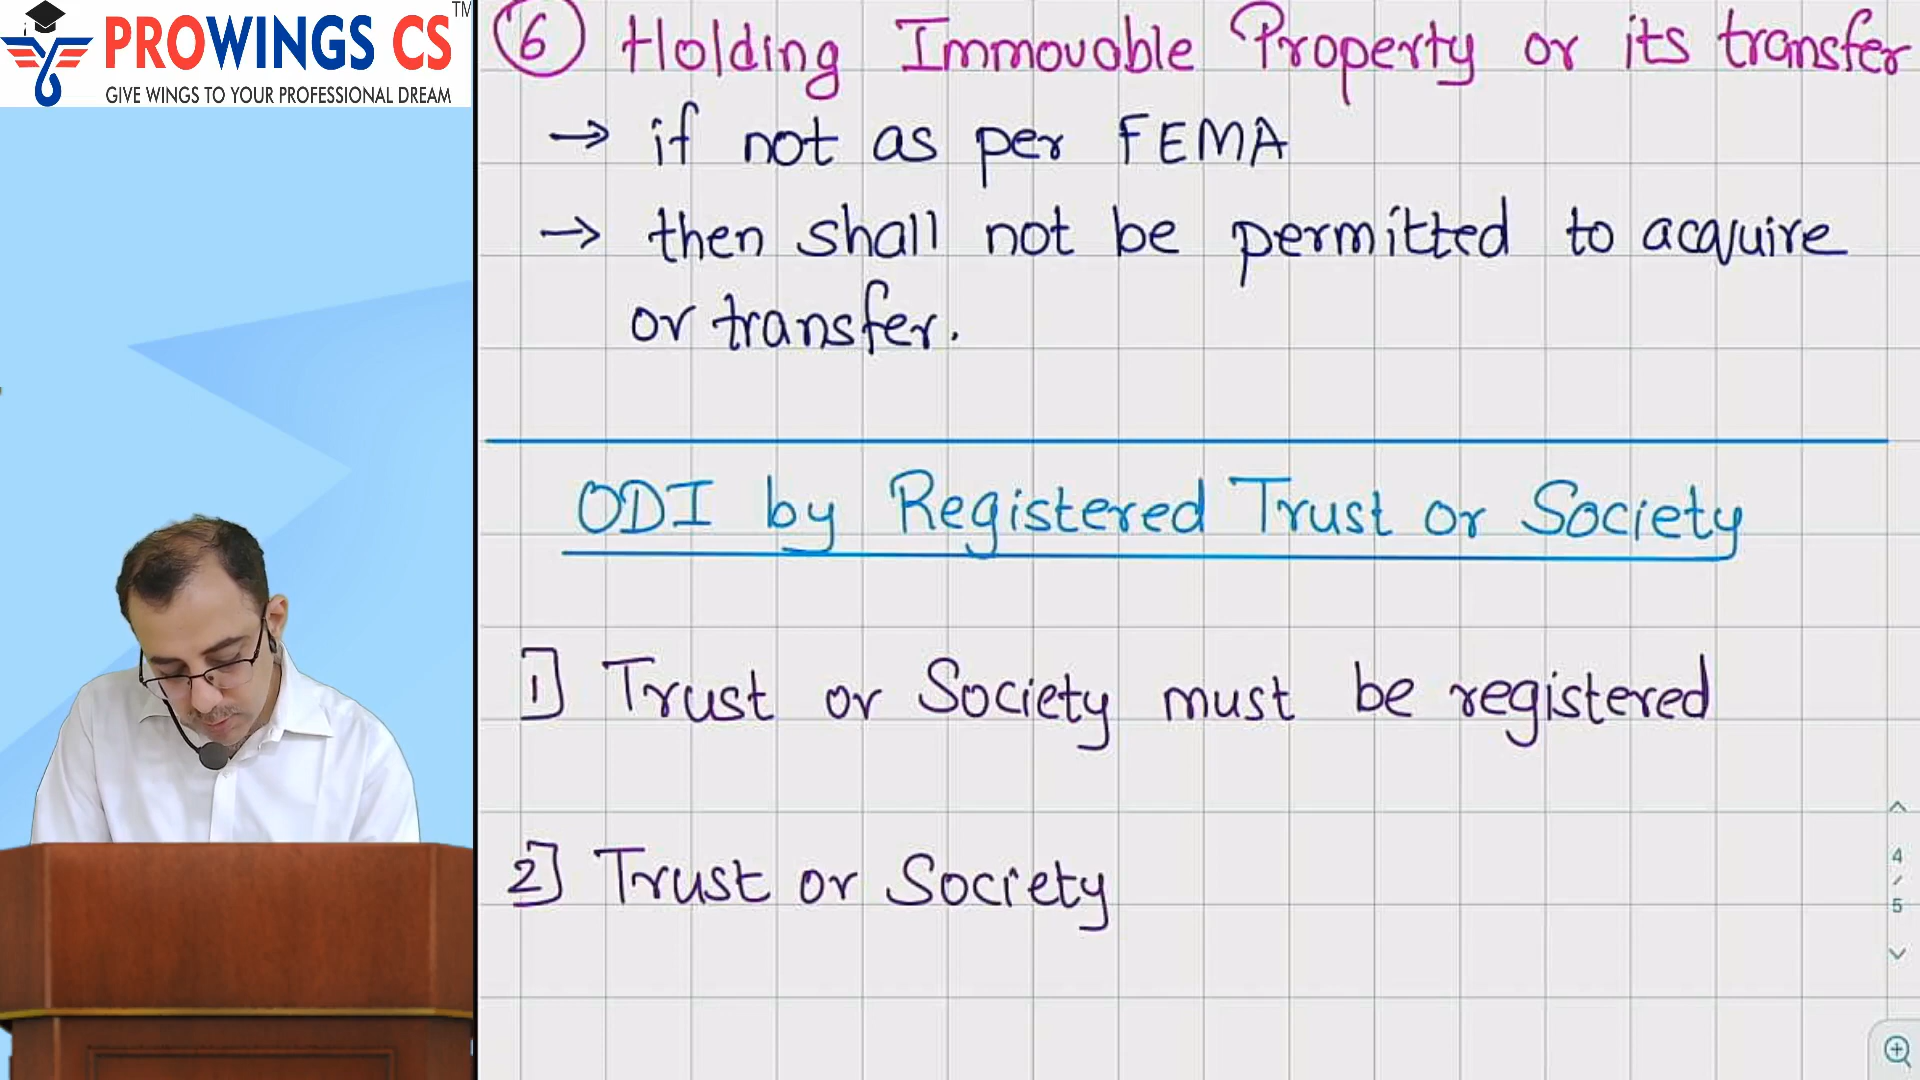 PROWINGS CS TM
GIVE WINGS TO YOUR PROFESSIONAL DREAM
6 Holding Immovable Property or its transfer
→ if not as per FEMA
→ then shall not be permitted to acquire
or transfer.
ODI by Registered Trust or Society
1] Trust or Society must be registered
2] Trust or Society
4
/
5